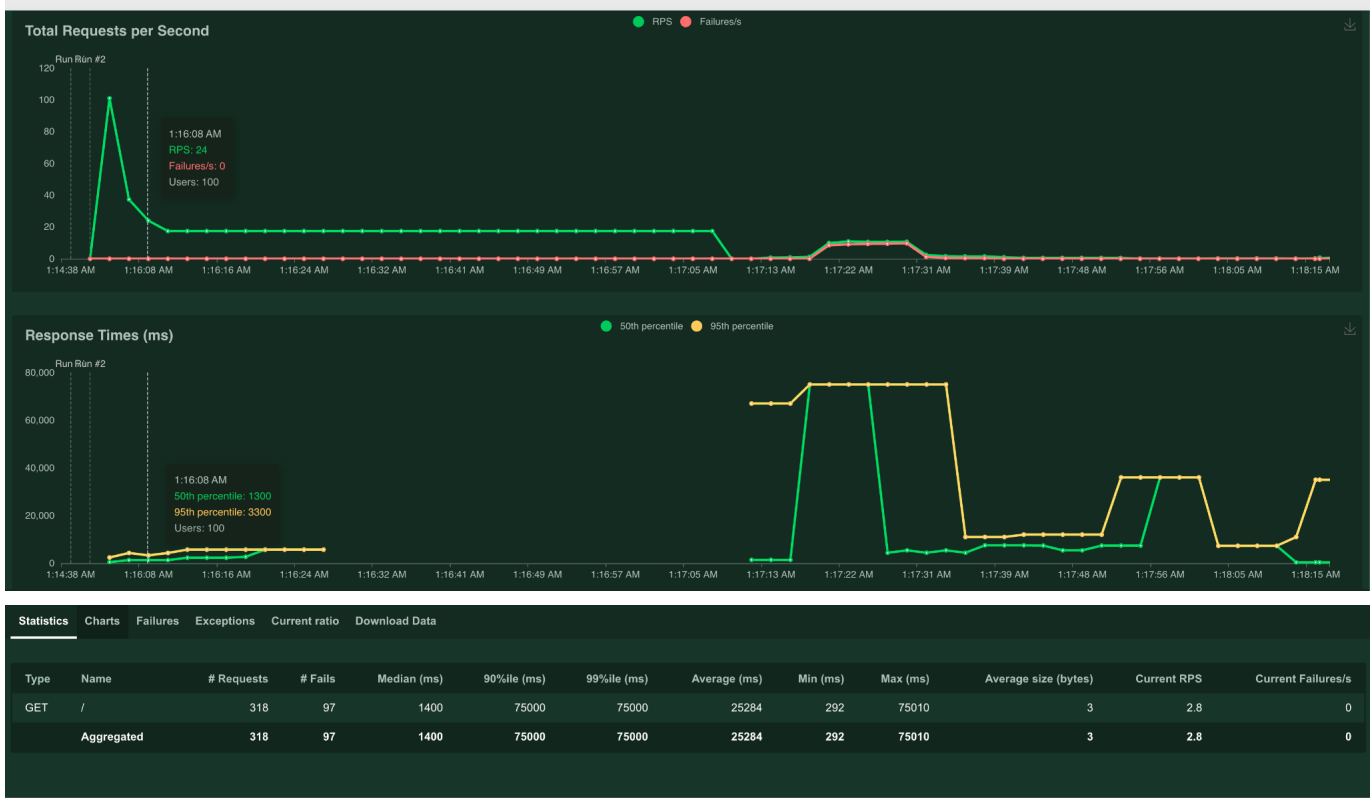 Total Requests per Second
RPS Failures/s
Run Run #2
120
100
80
60
40
20
0
1:16:08 AM
RPS: 24
Failures/s: 0
Users: 100
1:14:38 AM 1:16:08 AM 1:16:16 AM 1:16:24 AM 1:16:32 AM 1:16:41 AM 1:16:49 AM 1:16:57 AM 1:17:05 AM 1:17:13 AM 1:17:22 AM 1:17:31 AM 1:17:39 AM 1:17:48 AM 1:17:56 AM 1:18:05 AM 1:18:15 AM
Response Times (ms)
50th percentile 95th percentile
Run Run #2
80,000
60,000
40,000
20,000
0
1:16:08 AM
50th percentile: 1300
95th percentile: 3300
Users: 100
1:14:38 AM 1:16:08 AM 1:16:16 AM 1:16:24 AM 1:16:32 AM 1:16:41 AM 1:16:49 AM 1:16:57 AM 1:17:05 AM 1:17:13 AM 1:17:22 AM 1:17:31 AM 1:17:39 AM 1:17:48 AM 1:17:56 AM 1:18:05 AM 1:18:15 AM
Statistics Charts Failures Exceptions Current ratio Download Data
Type Name # Requests # Fails Median (ms) 90%ile (ms) 99%ile (ms) Average (ms) Min (ms) Max (ms) Average size (bytes) Current RPS Current Failures/s
GET / 318 97 1400 75000 75000 25284 292 75010 3 2.8 0
Aggregated 318 97 1400 75000 75000 25284 292 75010 3 2.8 0